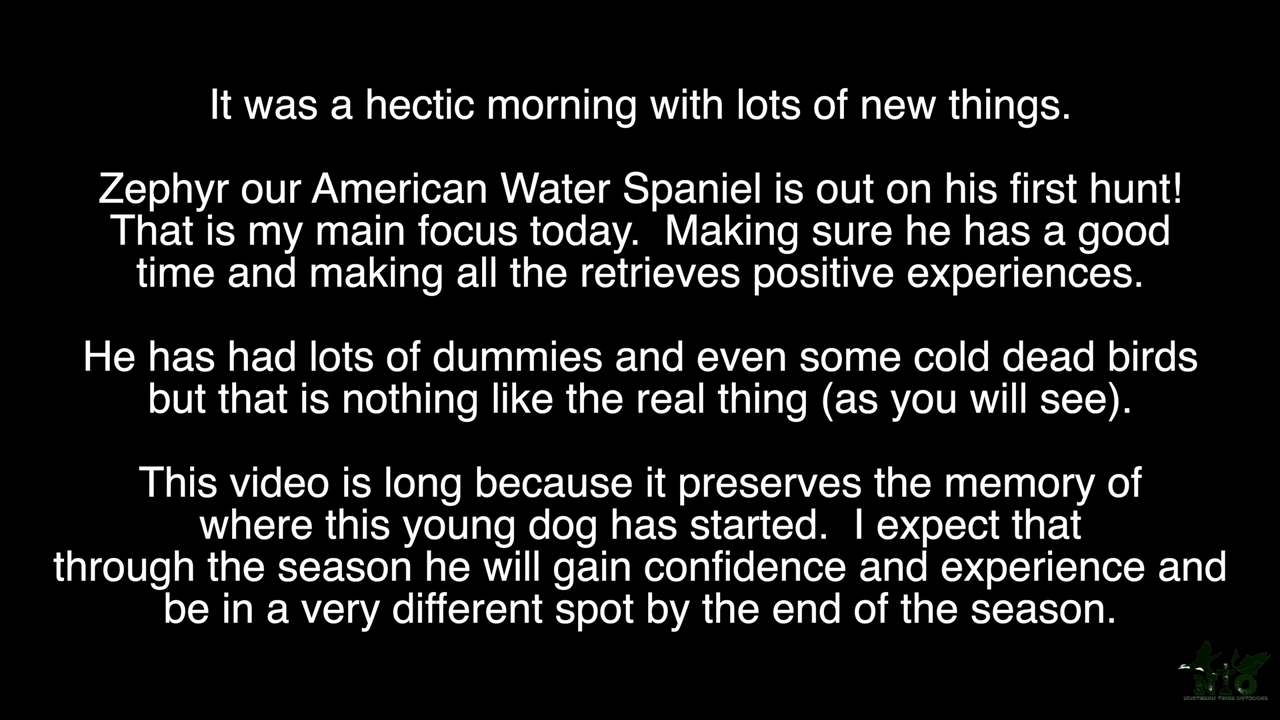 It was a hectic morning with lots of new things.
Zephyr our American Water Spaniel is out on his first hunt!
That is my main focus today.  Making sure he has a good
time and making all the retrieves positive experiences.
He has had lots of dummies and even some cold dead birds
but that is nothing like the real thing (as you will see).
This video is long because it preserves the memory of
where this young dog has started.  I expect that
through the season he will gain confidence and experience and
be in a very different spot by the end of the season.